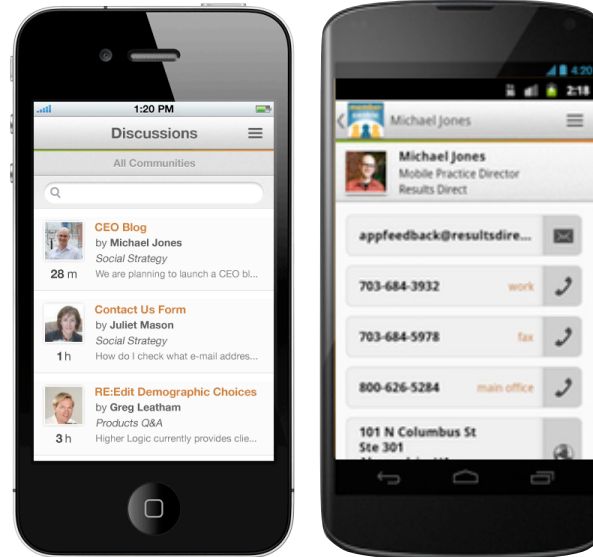 1:20 PM
Discussions
All Communities
CEO Blog
by Michael Jones
Social Strategy
28 m
We are planning to launch a CEO bl...
Contact Us Form
by Juliet Mason
Social Strategy
1 h
How do I check what e-mail addres...
RE:Edit Demographic Choices
by Greg Leatham
Products Q&A
3 h
Higher Logic currently provides clie...
4:20
2:18
member
centric
Michael Jones
Michael Jones
Mobile Practice Director
Results Direct
appfeedback@resultsdire...
703-684-3932 work
703-684-5978 fax
800-626-5284 main office
101 N Columbus St
Ste 301